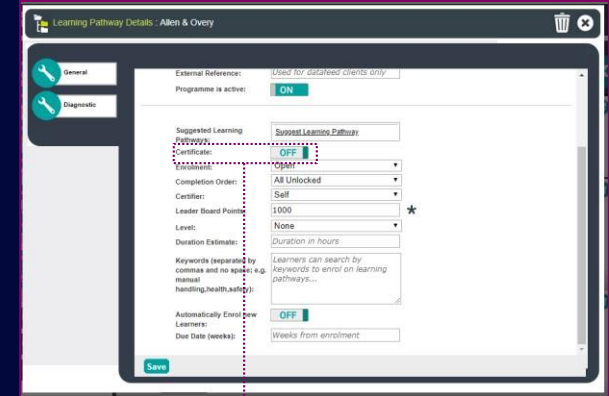 Learning Pathway Details : Allen & Overy
General
Diagnostic
External Reference: Used for datafeed clients only
Programme is active: ON
Suggested Learning Pathways: Suggest Learning Pathway
Certificate: OFF
Enrolment: Open
Completion Order: All Unlocked
Certifier: Self
Leader Board Points: 1000 *
Level: None
Duration Estimate: Duration in hours
Keywords (separated by
commas and no space; e.g.
manual
handling,health,safety):
Learners can search by
keywords to enrol on learning
pathways...
Automatically Enrol new
Learners: OFF
Due Date (weeks): Weeks from enrolment
Save